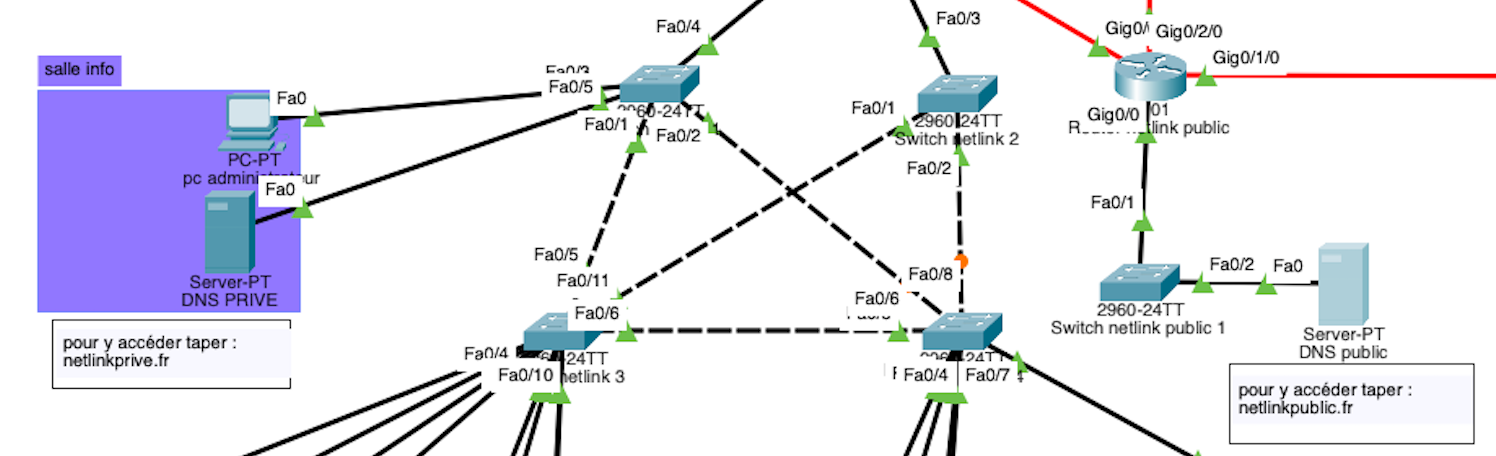 Fa0/3
Fa0/4
Gig0/
Gig0/2/0
Gig0/1/0
salle info
Fa0/3
Fa0/5
Fa0
2960-24TT
Fa0/1
Fa0/2
Fa0/1
2960-24TT
Switch netlink 2
Gig0/0
01
netlink public
PC-PT
pc administrateur
Fa0
Fa0/2
Fa0/1
Server-PT
DNS PRIVE
Fa0/5
Fa0/11
Fa0/6
Fa0/8
Fa0/6
Fa0/2
Fa0
2960-24TT
Switch netlink public 1
Server-PT
DNS public
pour y accéder taper :
netlinkprive.fr
Fa0/4
24TT
Fa0/10
netlink 3
2960-24TT
Fa0/4
Fa0/7
pour y accéder taper :
netlinkpublic.fr